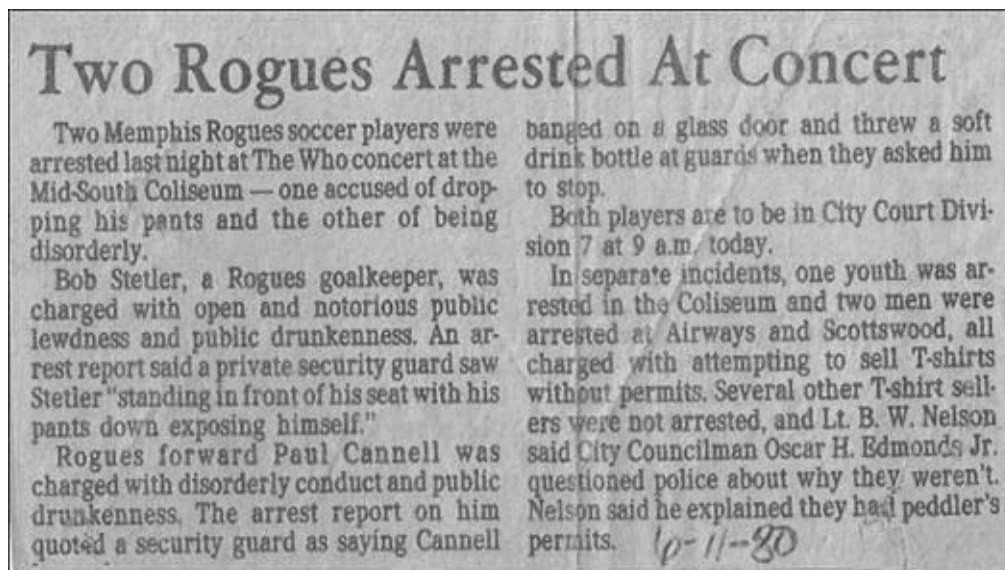 Two Rogues Arrested At Concert
Two Memphis Rogues soccer players were
arrested last night at The Who concert at the
Mid-South Coliseum — one accused of drop-
ping his pants and the other of being
disorderly.
Bob Stetler, a Rogues goalkeeper, was
charged with open and notorious public
lewdness and public drunkenness. An ar-
rest report said a private security guard saw
Stetler "standing in front of his seat with his
pants down exposing himself."
Rogues forward Paul Cannell was
charged with disorderly conduct and public
drunkenness. The arrest report on him
quoted a security guard as saying Cannell
banged on a glass door and threw a soft
drink bottle at guards when they asked him
to stop.
Both players are to be in City Court Divi-
sion 7 at 9 a.m. today.
In separate incidents, one youth was ar-
rested in the Coliseum and two men were
arrested at Airways and Scottswood, all
charged with attempting to sell T-shirts
without permits. Several other T-shirt sell-
ers were not arrested, and Lt. B. W. Nelson
said City Councilman Oscar H. Edmonds Jr.
questioned police about why they weren't.
Nelson said he explained they had peddler's
permits. 6-11-80